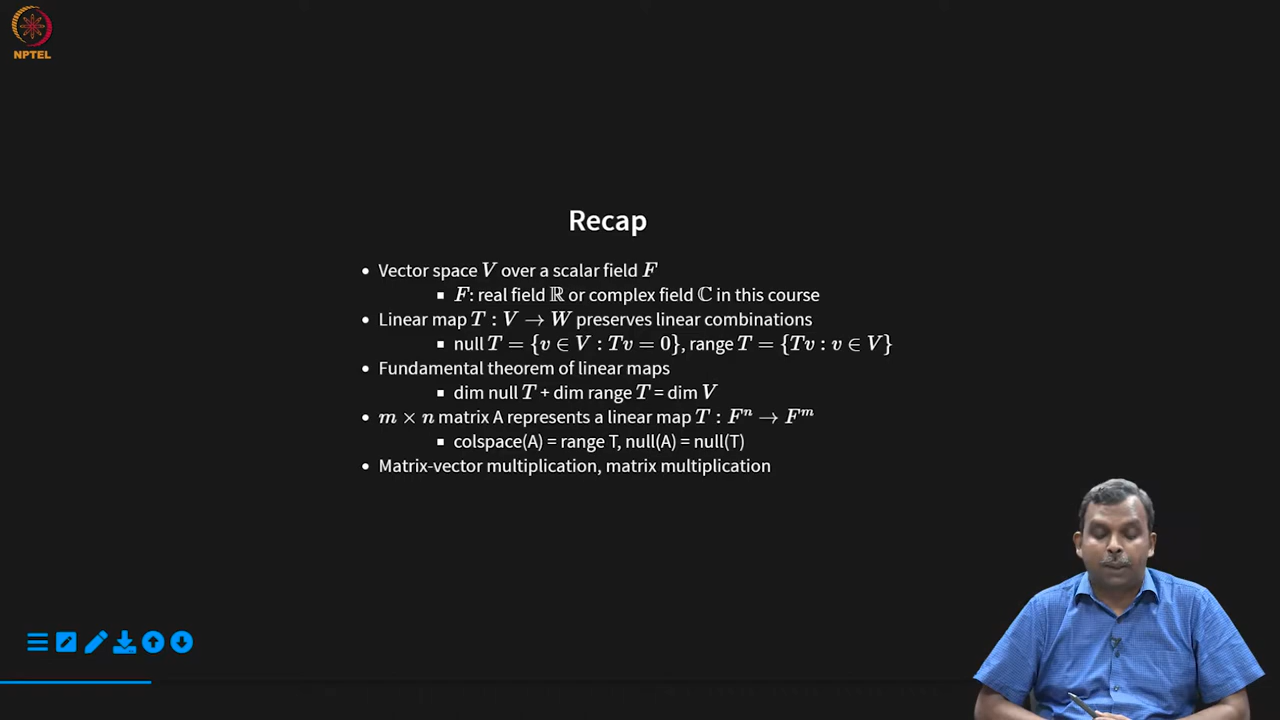 NPTEL
Recap
• Vector space V over a scalar field F
▪ F: real field ℝ or complex field ℂ in this course
• Linear map T : V → W preserves linear combinations
▪ null T = {v ∈ V : Tv = 0}, range T = {Tv : v ∈ V}
• Fundamental theorem of linear maps
▪ dim null T + dim range T = dim V
• m × n matrix A represents a linear map T : Fⁿ → Fᵐ
▪ colspace(A) = range T, null(A) = null(T)
• Matrix-vector multiplication, matrix multiplication